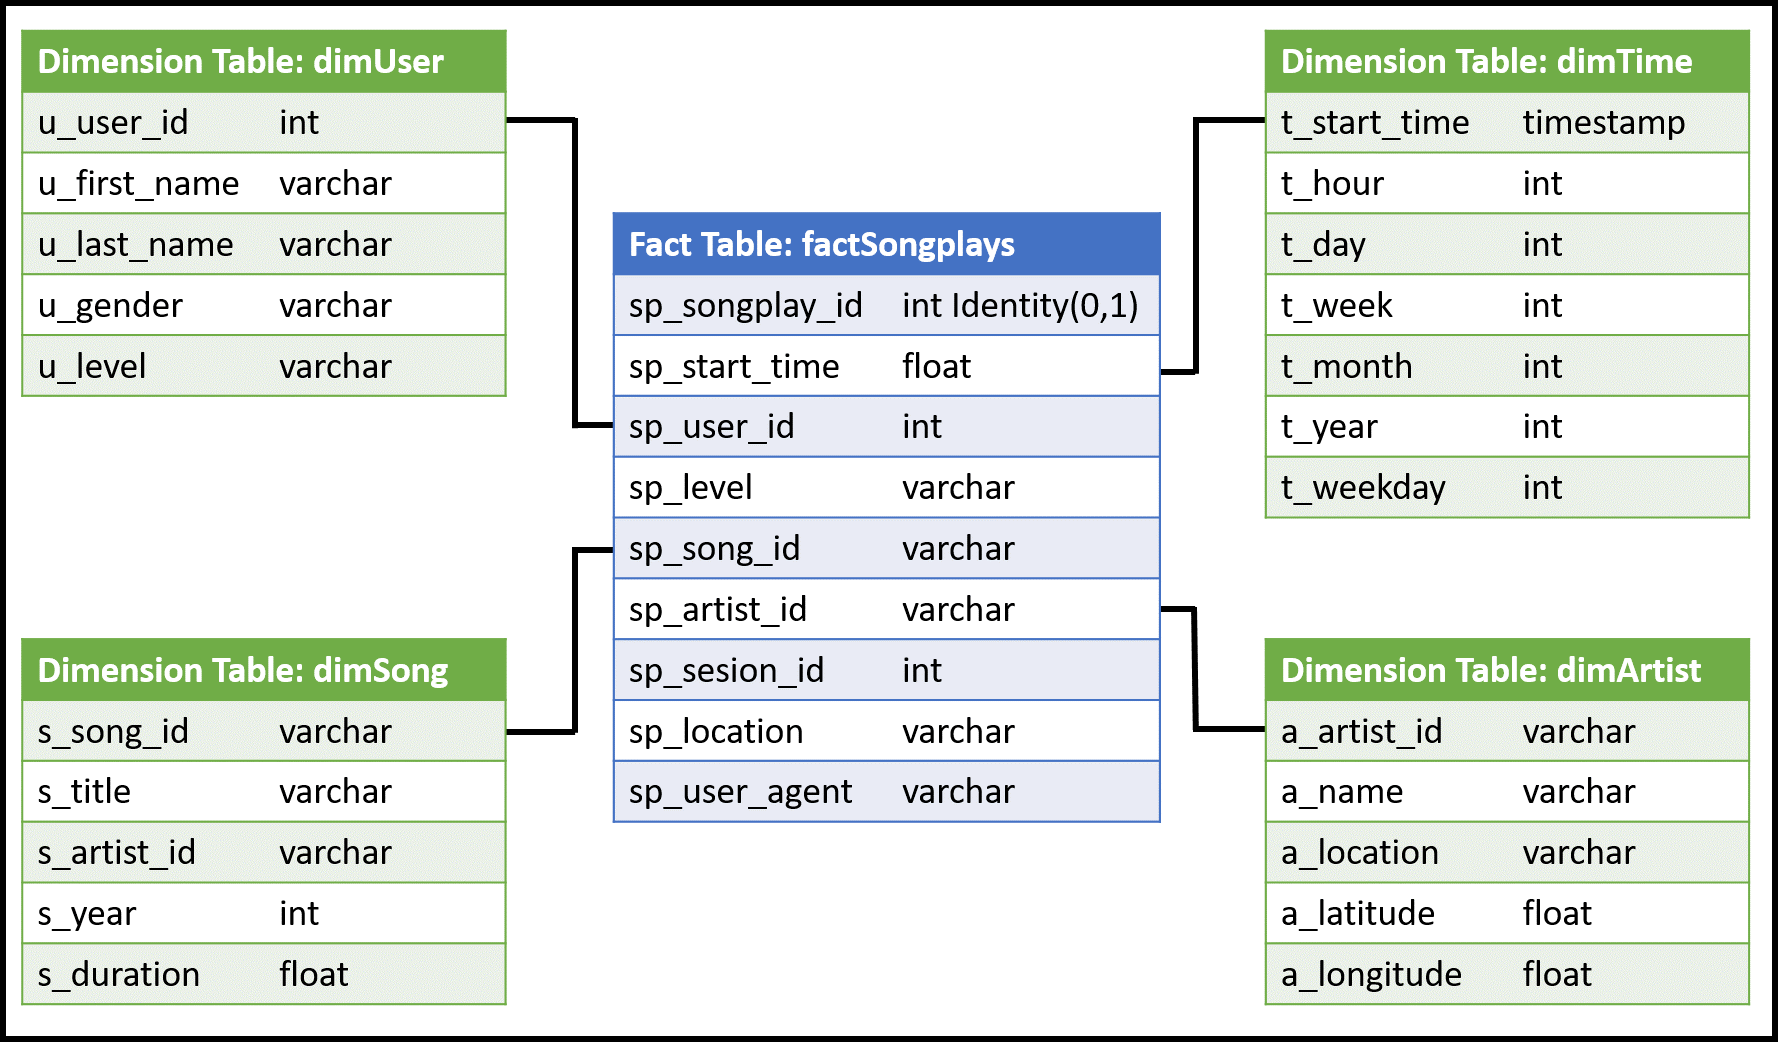 Dimension Table: dimUser
u_user_id int
u_first_name varchar
u_last_name varchar
u_gender varchar
u_level varchar
Dimension Table: dimTime
t_start_time timestamp
t_hour int
t_day int
t_week int
t_month int
t_year int
t_weekday int
Fact Table: factSongplays
sp_songplay_id int Identity(0,1)
sp_start_time float
sp_user_id int
sp_level varchar
sp_song_id varchar
sp_artist_id varchar
sp_sesion_id int
sp_location varchar
sp_user_agent varchar
Dimension Table: dimSong
s_song_id varchar
s_title varchar
s_artist_id varchar
s_year int
s_duration float
Dimension Table: dimArtist
a_artist_id varchar
a_name varchar
a_location varchar
a_latitude float
a_longitude float